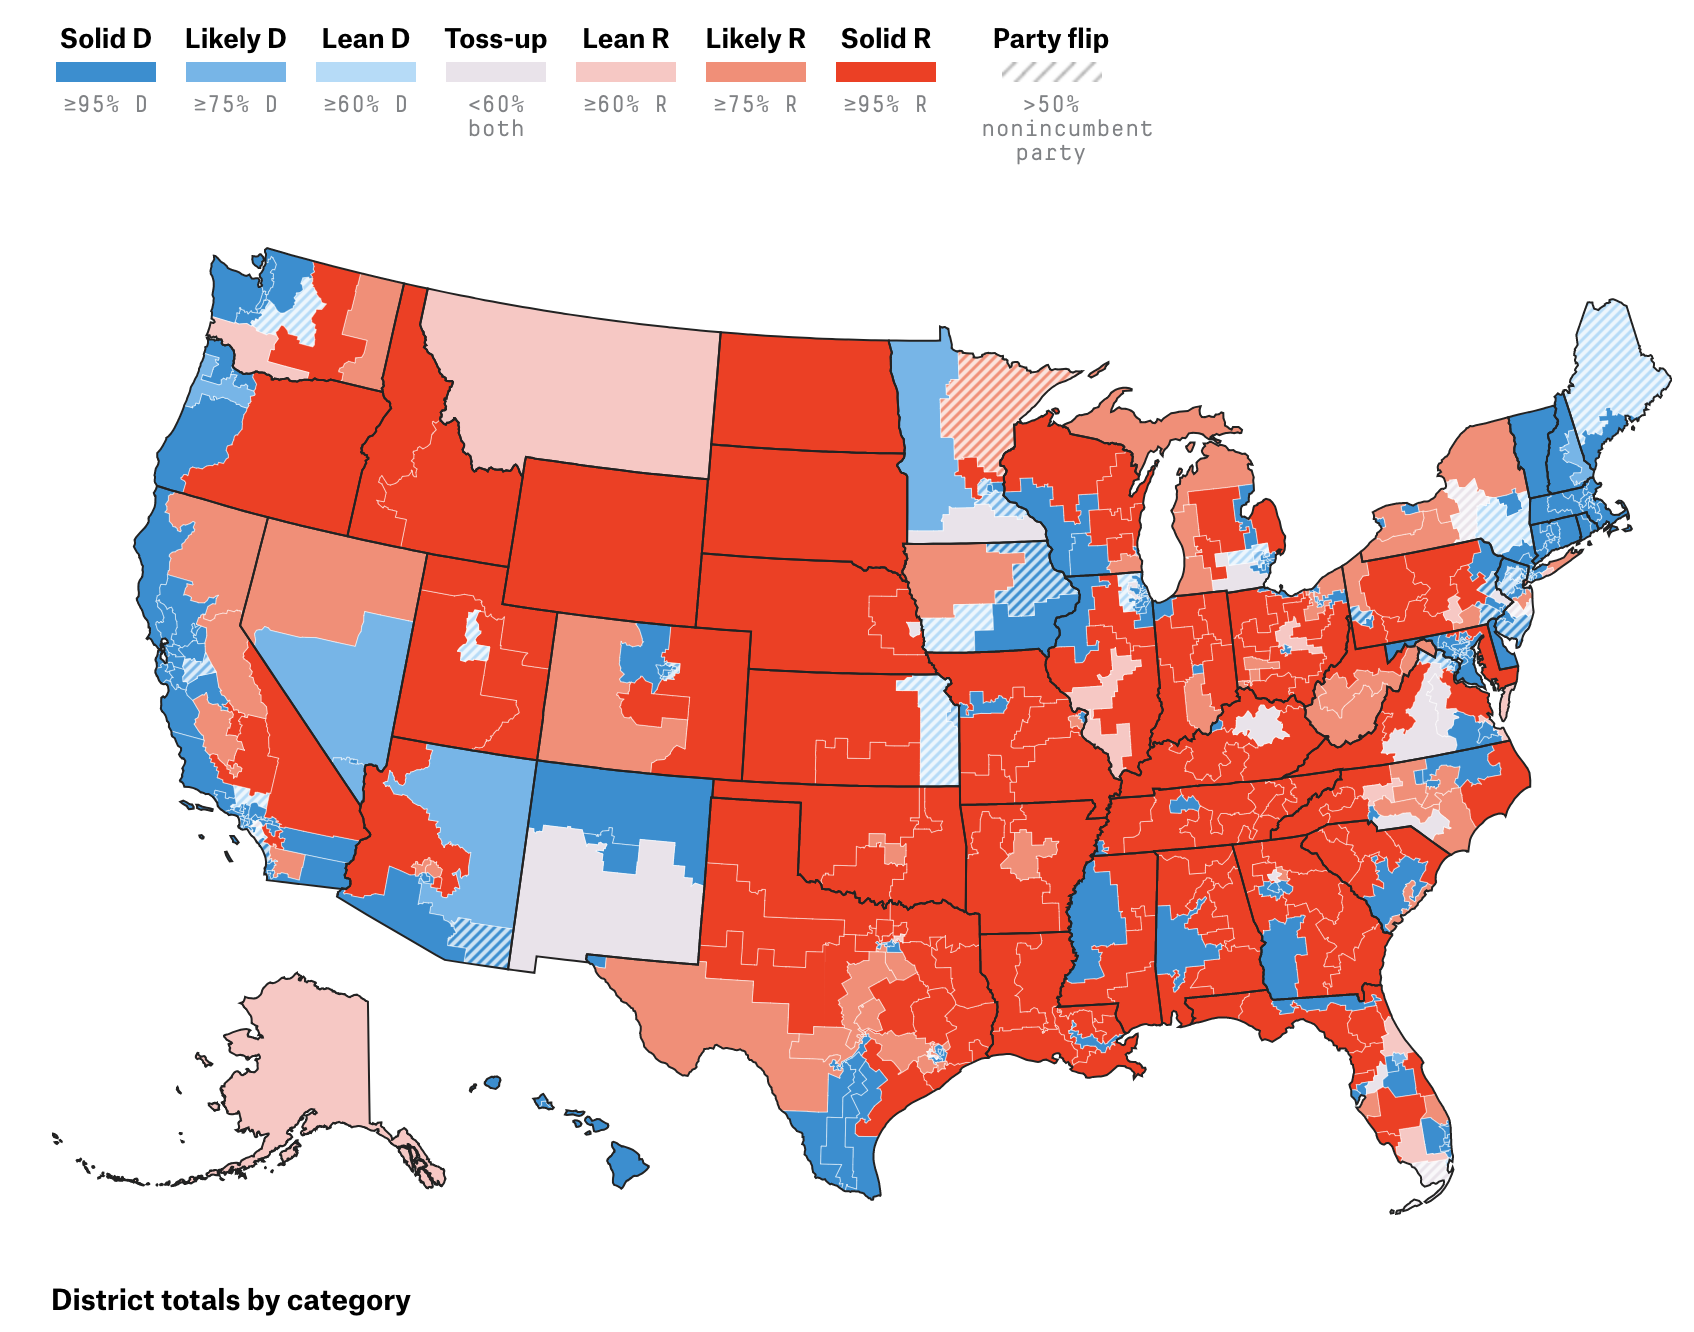 Solid D Likely D Lean D Toss-up Lean R Likely R Solid R Party flip
≥95% D ≥75% D ≥60% D <60% ≥60% R ≥75% R ≥95% R >50%
both nonincumbent
party
District totals by category